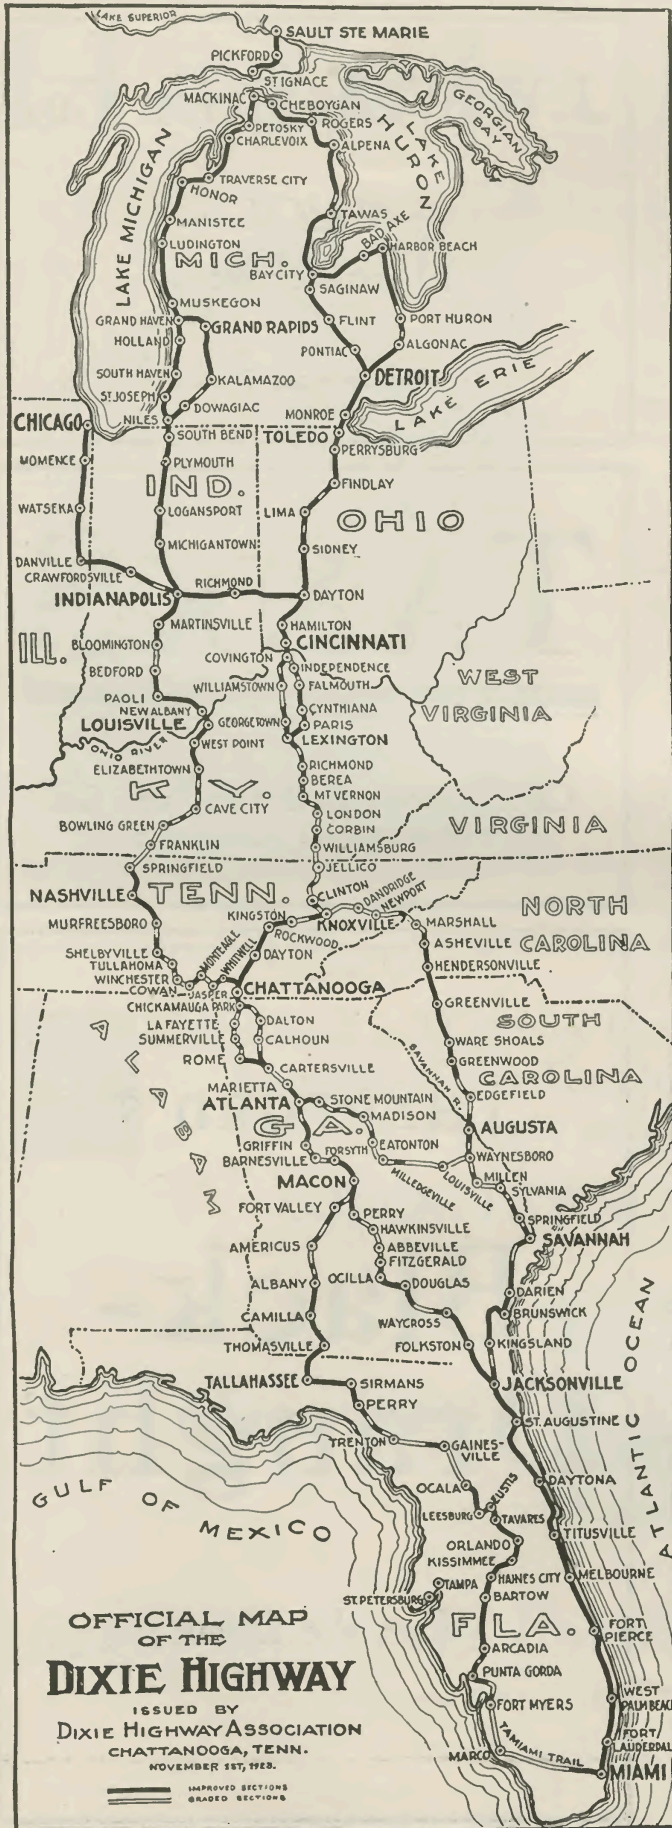 LAKE SUPERIOR
SAULT STE MARIE
PICKFORD
ST IGNACE
MACKINAC
CHEBOYGAN
GEORGIAN BAY
PETOSKY
ROGERS
CHARLEVOIX
ALPENA
LAKE HURON
LAKE MICHIGAN
TRAVERSE CITY
HONOR
MANISTEE
TAWAS
LUDINGTON
MICH.
BAD AXE
HARBOR BEACH
BAY CITY
SAGINAW
MUSKEGON
GRAND HAVEN
GRAND RAPIDS
FLINT
PORT HURON
HOLLAND
PONTIAC
ALGONAC
SOUTH HAVEN
KALAMAZOO
DETROIT
ST. JOSEPH
DOWAGIAC
MONROE
LAKE ERIE
CHICAGO
NILES
SOUTH BEND
TOLEDO
PERRYSBURG
MOMENCE
PLYMOUTH
IND.
FINDLAY
WATSEKA
LOGANSPORT
LIMA
OHIO
MICHIGANTOWN
SIDNEY
DANVILLE
CRAWFORDSVILLE
RICHMOND
INDIANAPOLIS
DAYTON
MARTINSVILLE
HAMILTON
ILL.
BLOOMINGTON
CINCINNATI
COVINGTON
INDEPENDENCE
BEDFORD
WILLIAMSTOWN
FALMOUTH
WEST VIRGINIA
PAOLI
NEW ALBANY
CYNTHIANA
LOUISVILLE
GEORGETOWN
PARIS
OHIO RIVER
WEST POINT
LEXINGTON
ELIZABETHTOWN
RICHMOND
BEREA
KY.
MT VERNON
CAVE CITY
LONDON
BOWLING GREEN
CORBIN
VIRGINIA
FRANKLIN
WILLIAMSBURG
SPRINGFIELD
JELLICO
NASHVILLE
TENN.
CLINTON
DANDRIDGE
NEWPORT
NORTH CAROLINA
MURFREESBORO
KINGSTON
KNOXVILLE
MARSHALL
ROCKWOOD
ASHEVILLE
SHELBYVILLE
MONTEAGLE
WHITWELL
DAYTON
TULLAHOMA
HENDERSONVILLE
WINCHESTER
COWAN
JASPER
CHATTANOOGA
CHICKAMAUGA PARK
GREENVILLE
SOUTH CAROLINA
ALABAM
LA FAYETTE
DALTON
SUMMERVILLE
CALHOUN
WARE SHOALS
ROME
GREENWOOD
CARTERSVILLE
SAVANNAH R.
MARIETTA
EDGEFIELD
ATLANTA
STONE MOUNTAIN
MADISON
GA.
AUGUSTA
GRIFFIN
EATONTON
BARNESVILLE
FORSYTH
WAYNESBORO
MILLEDGEVILLE
LOUISVILLE
MILLEN
MACON
SYLVANIA
FORT VALLEY
PERRY
SPRINGFIELD
HAWKINSVILLE
SAVANNAH
AMERICUS
ABBEVILLE
FITZGERALD
ALBANY
OCILLA
DOUGLAS
DARIEN
CAMILLA
WAYCROSS
BRUNSWICK
THOMASVILLE
FOLKSTON
KINGSLAND
ATLANTIC OCEAN
TALLAHASSEE
SIRMANS
JACKSONVILLE
PERRY
ST. AUGUSTINE
TRENTON
GAINES-
VILLE
GULF OF MEXICO
OCALA
EUSTIS
DAYTONA
LEESBURG
TAVARES
TITUSVILLE
ORLANDO
KISSIMMEE
TAMPA
HAINES CITY
MELBOURNE
ST. PETERSBURG
BARTOW
FLA.
FORT PIERCE
ARCADIA
PUNTA GORDA
FORT MYERS
WEST PALM BEACH
MARCO
TAMIAMI TRAIL
FORT LAUDERDAL
MIAMI
OFFICIAL MAP
OF THE
DIXIE HIGHWAY
ISSUED BY
DIXIE HIGHWAY ASSOCIATION
CHATTANOOGA, TENN.
NOVEMBER 1ST, 1923.
IMPROVED SECTIONS
GRADED SECTIONS